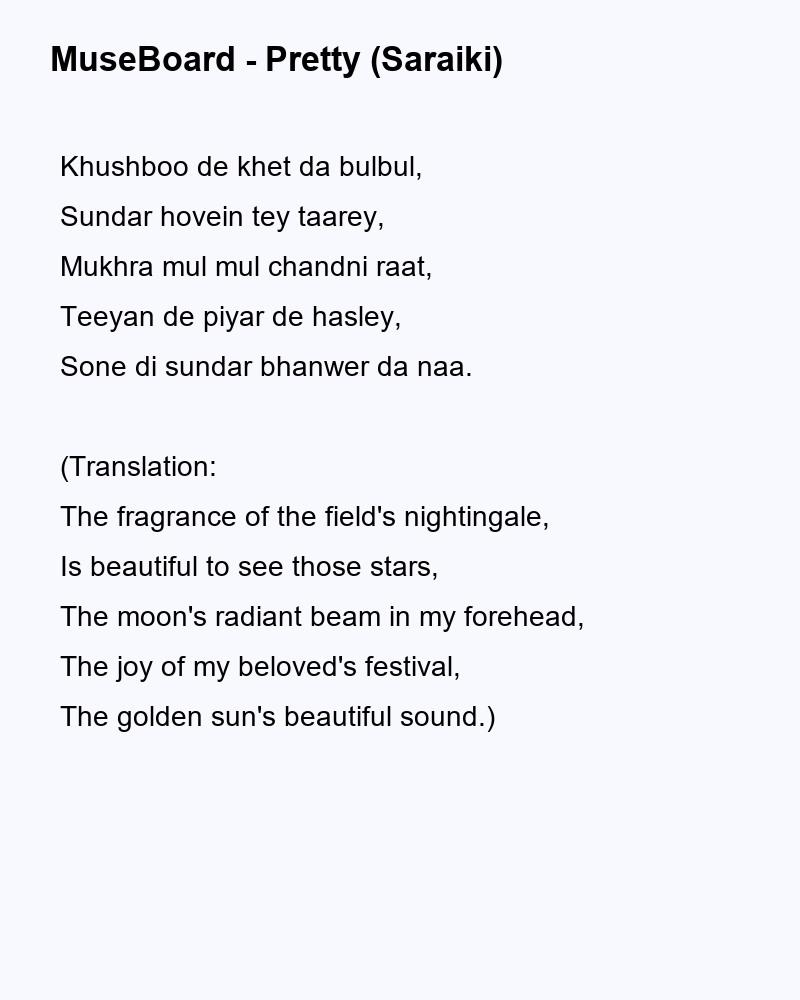 MuseBoard - Pretty (Saraiki)
Khushboo de khet da bulbul,
Sundar hovein tey taarey,
Mukhra mul mul chandni raat,
Teeyan de piyar de hasley,
Sone di sundar bhanwer da naa.
(Translation:
The fragrance of the field's nightingale,
Is beautiful to see those stars,
The moon's radiant beam in my forehead,
The joy of my beloved's festival,
The golden sun's beautiful sound.)